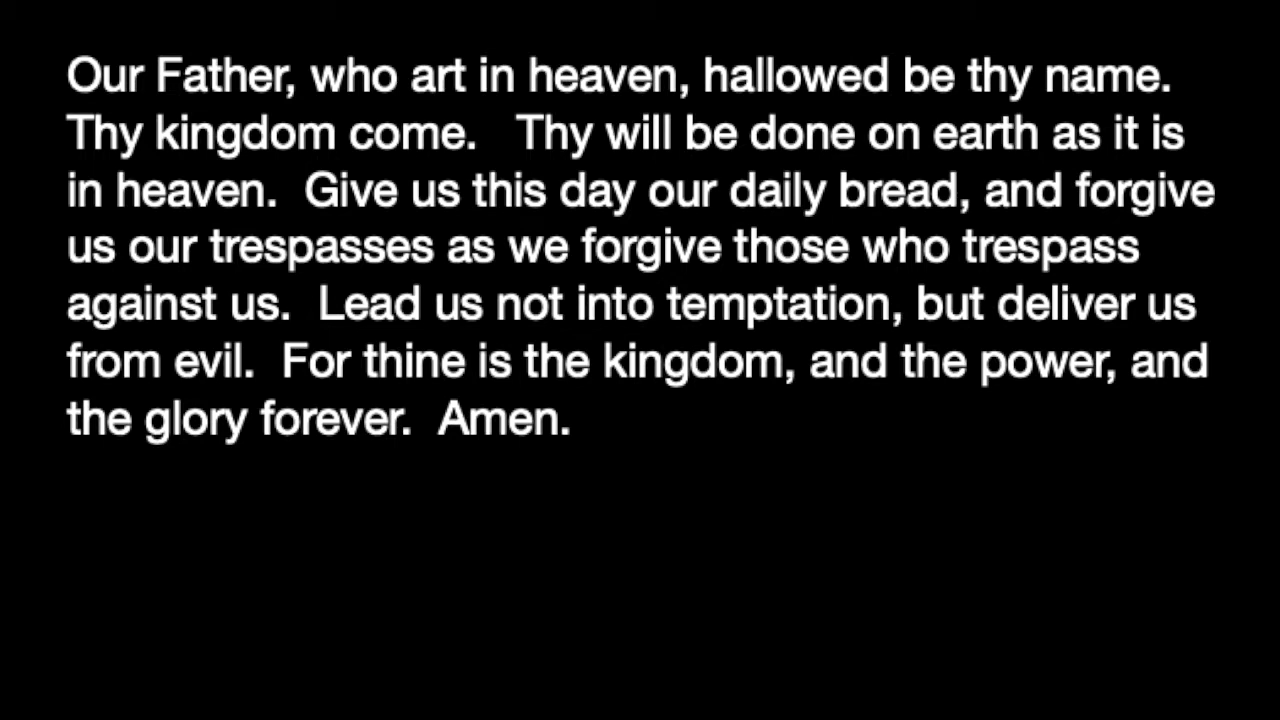 Our Father, who art in heaven, hallowed be thy name.
Thy kingdom come.   Thy will be done on earth as it is
in heaven.  Give us this day our daily bread, and forgive
us our trespasses as we forgive those who trespass
against us.  Lead us not into temptation, but deliver us
from evil.  For thine is the kingdom, and the power, and
the glory forever.  Amen.